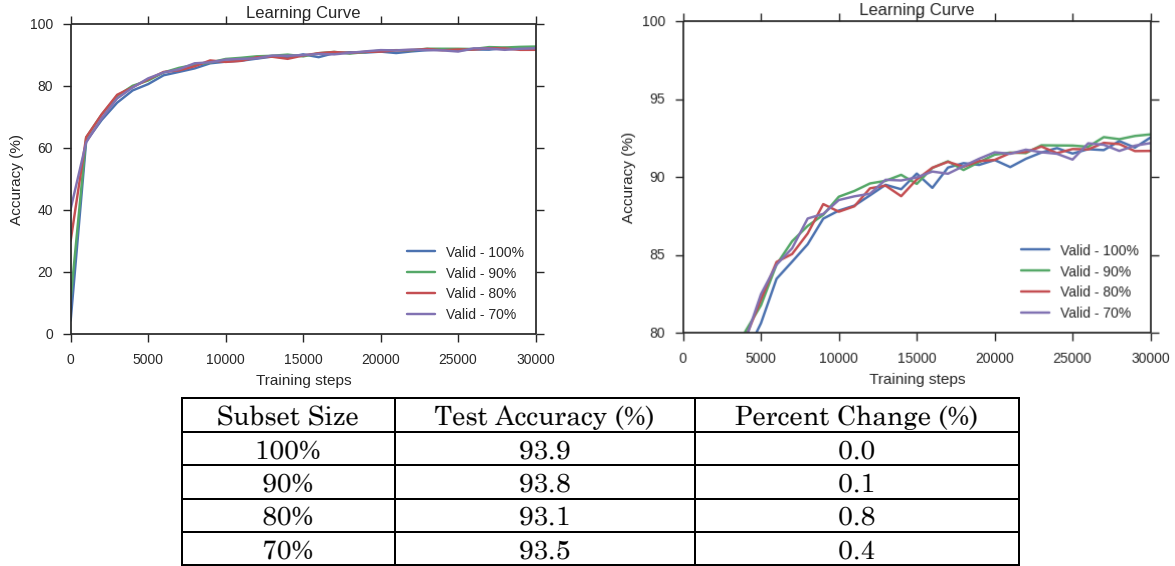 Learning Curve
100
80
60
40
20
0
Accuracy (%)
Valid - 100%
Valid - 90%
Valid - 80%
Valid - 70%
0 5000 10000 15000 20000 25000 30000
Training steps
Learning Curve
100
95
90
85
80
Accuracy (%)
Valid - 100%
Valid - 90%
Valid - 80%
Valid - 70%
0 5000 10000 15000 20000 25000 30000
Training steps
Subset Size Test Accuracy (%) Percent Change (%)
100% 93.9 0.0
90% 93.8 0.1
80% 93.1 0.8
70% 93.5 0.4